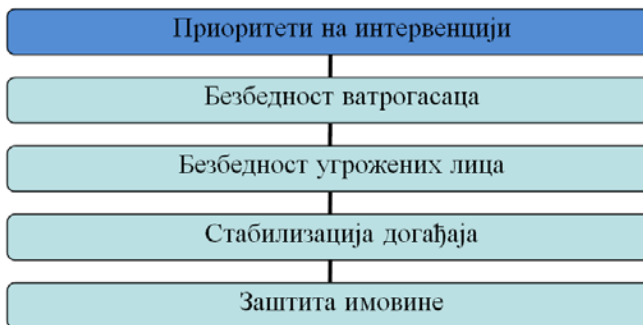 Приоритети на интервенцији
Безбедност ватрогасаца
Безбедност угрожених лица
Стабилизација догађаја
Заштита имовине